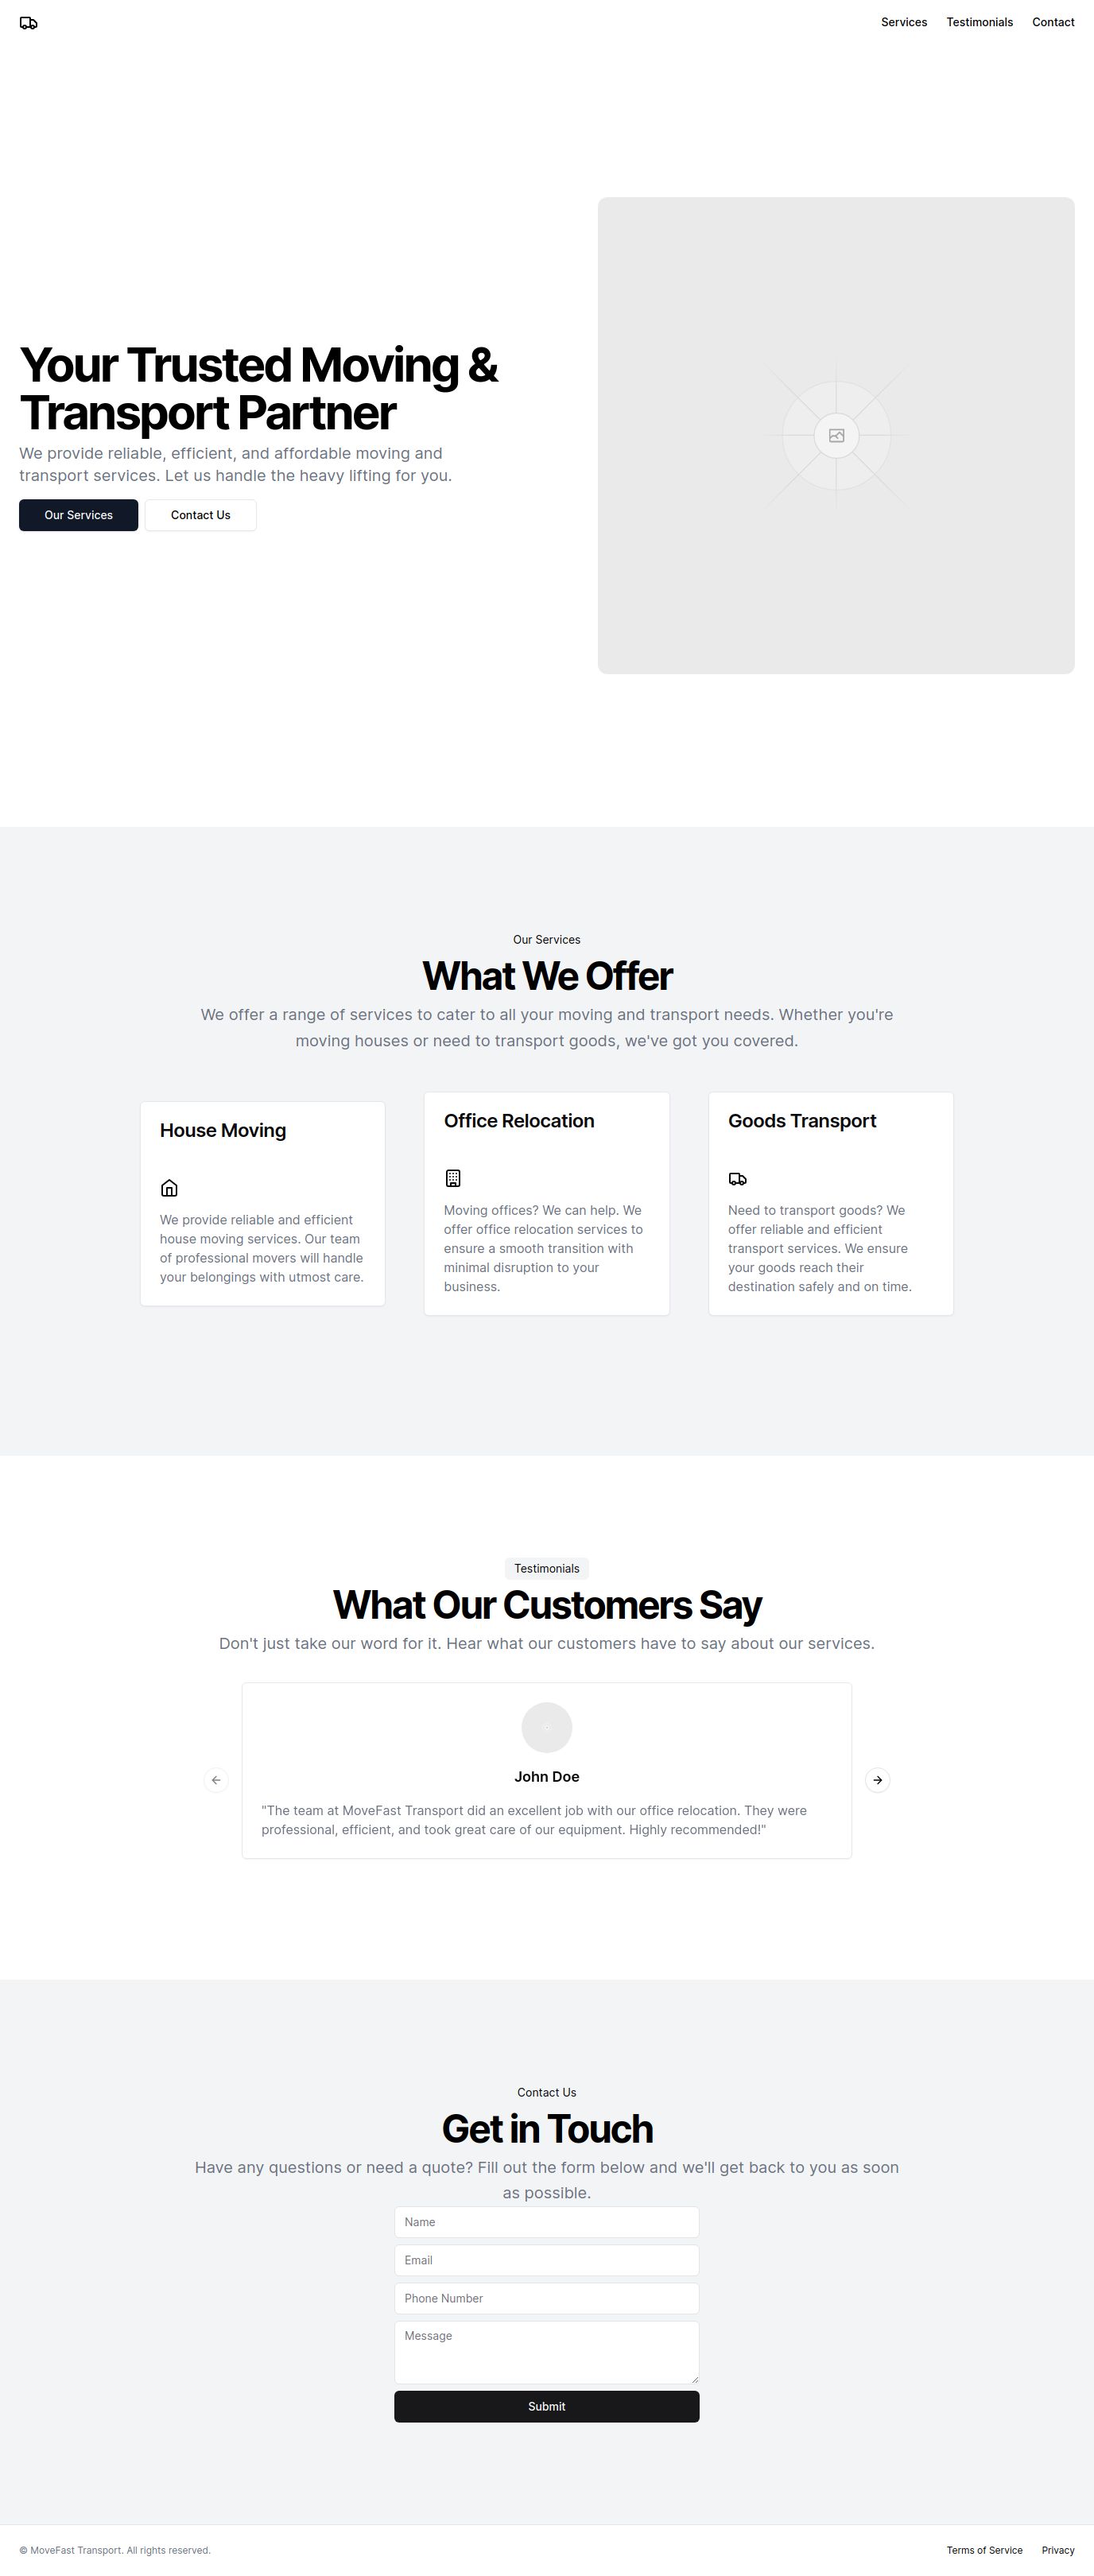 Services Testimonials Contact
Your Trusted Moving &
Transport Partner
We provide reliable, efficient, and affordable moving and
transport services. Let us handle the heavy lifting for you.
Our Services Contact Us
Our Services
What We Offer
We offer a range of services to cater to all your moving and transport needs. Whether you're
moving houses or need to transport goods, we've got you covered.
House Moving
We provide reliable and efficient
house moving services. Our team
of professional movers will handle
your belongings with utmost care.
Office Relocation
Moving offices? We can help. We
offer office relocation services to
ensure a smooth transition with
minimal disruption to your
business.
Goods Transport
Need to transport goods? We
offer reliable and efficient
transport services. We ensure
your goods reach their
destination safely and on time.
Testimonials
What Our Customers Say
Don't just take our word for it. Hear what our customers have to say about our services.
John Doe
"The team at MoveFast Transport did an excellent job with our office relocation. They were
professional, efficient, and took great care of our equipment. Highly recommended!"
Contact Us
Get in Touch
Have any questions or need a quote? Fill out the form below and we'll get back to you as soon
as possible.
Name
Email
Phone Number
Message
Submit
© MoveFast Transport. All rights reserved.
Terms of Service Privacy